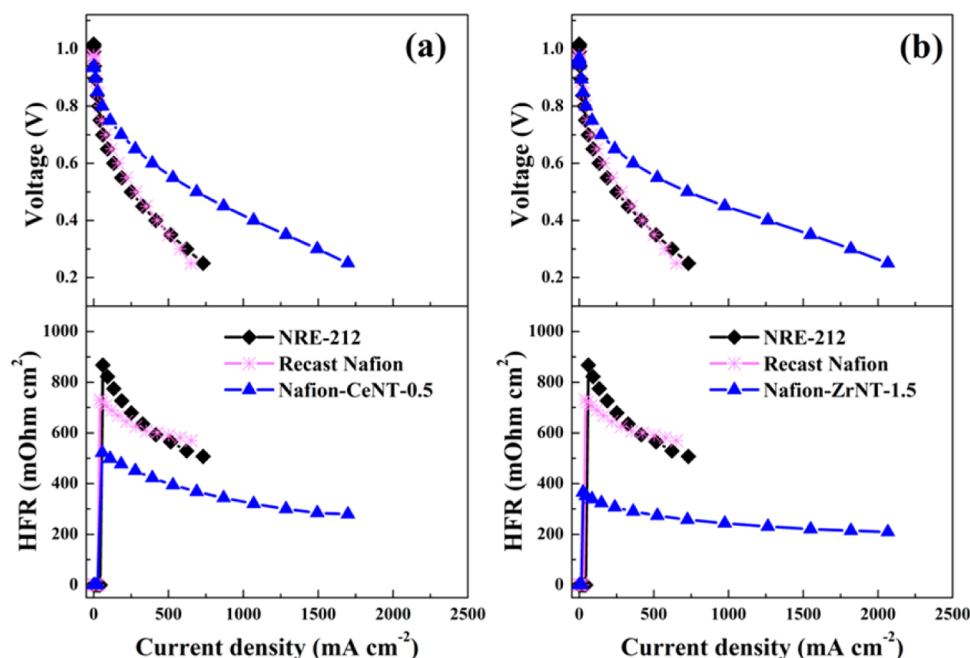 (a)
Voltage (V)
1.0
0.8
0.6
0.4
0.2
HFR (mOhm cm²)
1000
800
600
400
200
0
NRE-212
Recast Nafion
Nafion-CeNT-0.5
0 500 1000 1500 2000 2500
Current density (mA cm⁻²)
(b)
Voltage (V)
1.0
0.8
0.6
0.4
0.2
HFR (mOhm cm²)
1000
800
600
400
200
0
NRE-212
Recast Nafion
Nafion-ZrNT-1.5
0 500 1000 1500 2000 2500
Current density (mA cm⁻²)